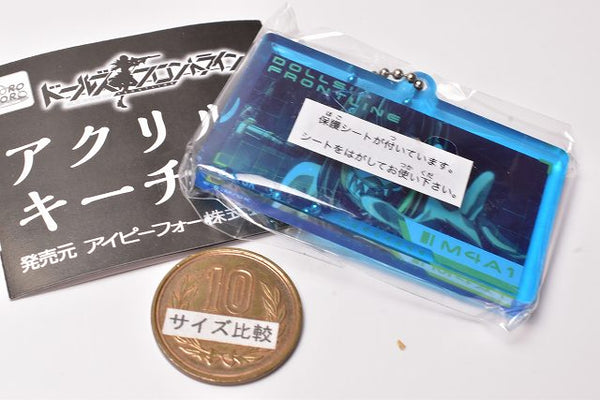 ドールズフロントライン
アクリル
キーチ
発売元 アイピーフォー株式
DOLLS
FRONTLINE
保護シートが付いています。
シートをはがしてお使い下さい。
M4A1
10
サイズ比較